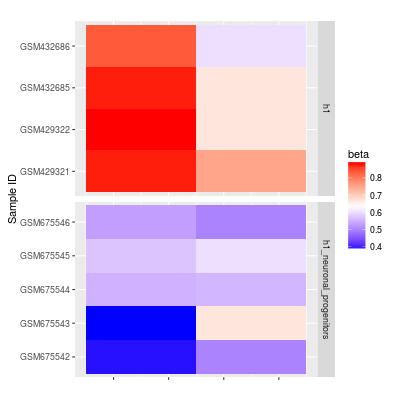 Sample ID
GSM432686
GSM432685
GSM429322
GSM429321
h1
GSM675546
GSM675545
GSM675544
GSM675543
GSM675542
h1_neuronal_progenitors
beta
0.8
0.7
0.6
0.5
0.4